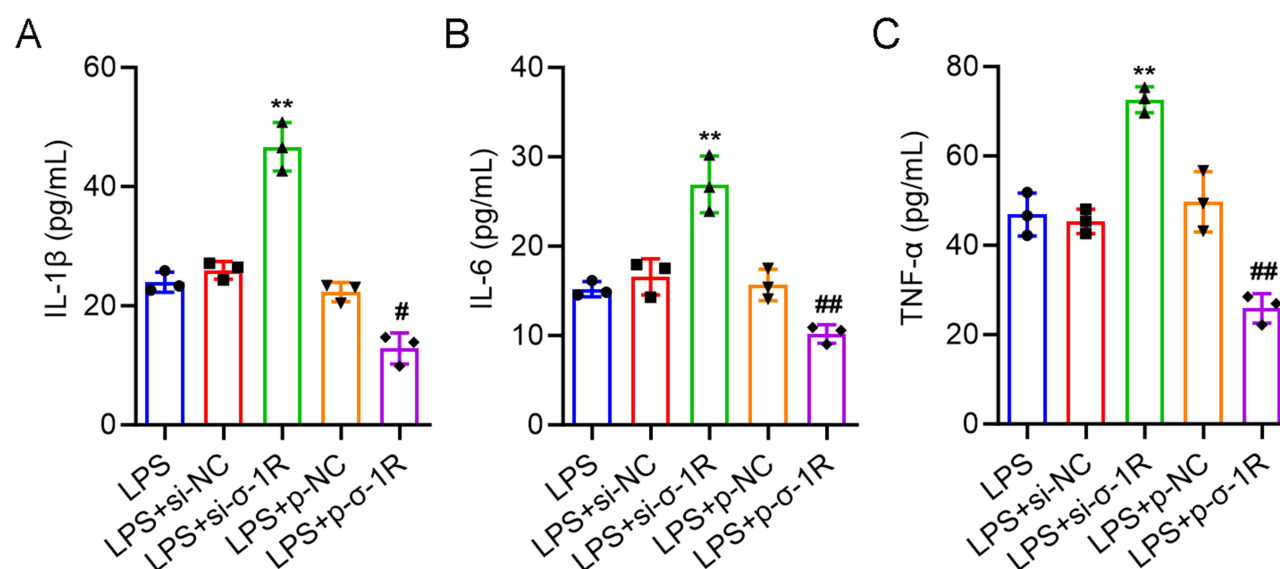 A
IL-1β (pg/mL)
60
40
20
0
**
#
LPS
LPS+si-NC
LPS+si-σ-1R
LPS+p-NC
LPS+p-σ-1R
B
IL-6 (pg/mL)
40
30
20
10
0
**
##
LPS
LPS+si-NC
LPS+si-σ-1R
LPS+p-NC
LPS+p-σ-1R
C
TNF-α (pg/mL)
80
60
40
20
0
**
##
LPS
LPS+si-NC
LPS+si-σ-1R
LPS+p-NC
LPS+p-σ-1R